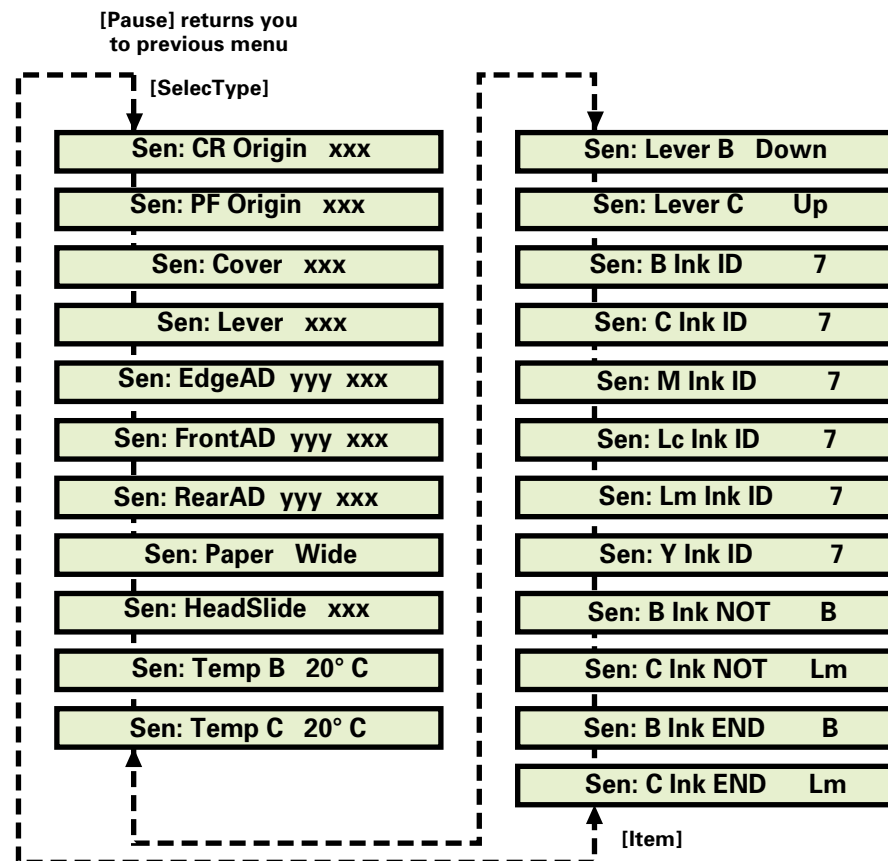 [Pause] returns you
to previous menu
[SelecType]
Sen: CR Origin xxx
Sen: PF Origin xxx
Sen: Cover xxx
Sen: Lever xxx
Sen: EdgeAD yyy xxx
Sen: FrontAD yyy xxx
Sen: RearAD yyy xxx
Sen: Paper Wide
Sen: HeadSlide xxx
Sen: Temp B 20° C
Sen: Temp C 20° C
Sen: Lever B Down
Sen: Lever C Up
Sen: B Ink ID 7
Sen: C Ink ID 7
Sen: M Ink ID 7
Sen: Lc Ink ID 7
Sen: Lm Ink ID 7
Sen: Y Ink ID 7
Sen: B Ink NOT B
Sen: C Ink NOT Lm
Sen: B Ink END B
Sen: C Ink END Lm
[Item]